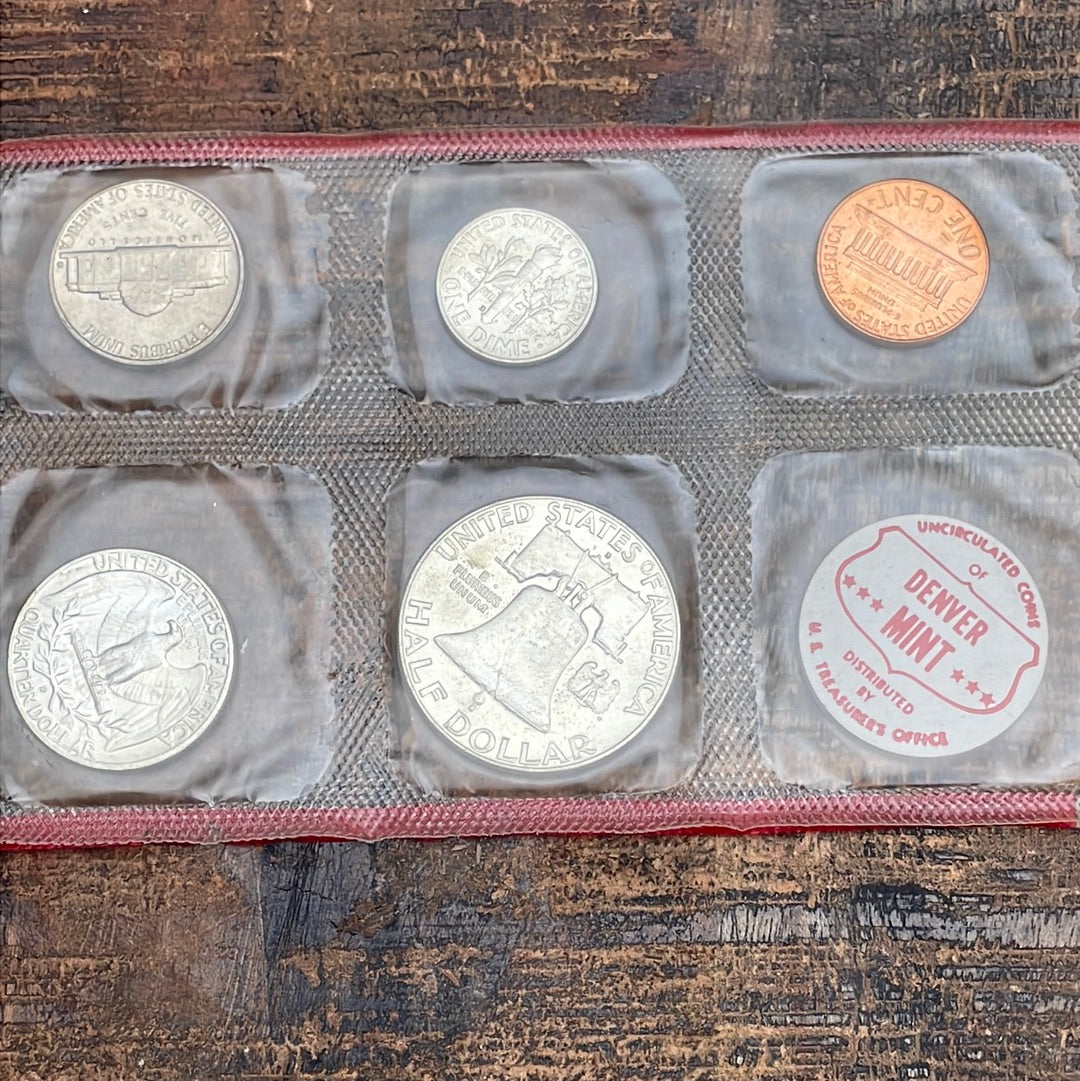 UNITED STATES OF AMERICA
FIVE CENTS
MONTICELLO
E PLURIBUS UNUM
UNITED STATES OF AMERICA
ONE DIME
ONE CENT
E·PLURIBUS
UNUM
UNITED STATES OF AMERICA
UNITED STATES OF AMERICA
QUARTER DOLLAR
D
UNITED STATES OF AMERICA
E
PLURIBUS
UNUM
HALF DOLLAR
UNCIRCULATED COINS
OF
DENVER
MINT
DISTRIBUTED
BY
U. S. TREASURER'S OFFICE